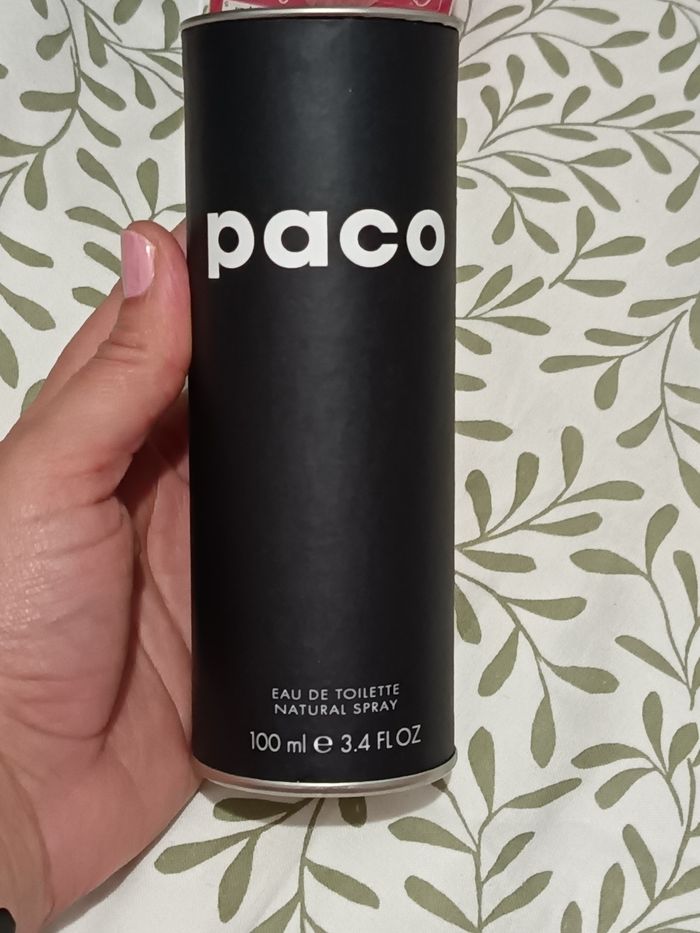 paco
EAU DE TOILETTE
NATURAL SPRAY
100 ml e 3.4 FL OZ